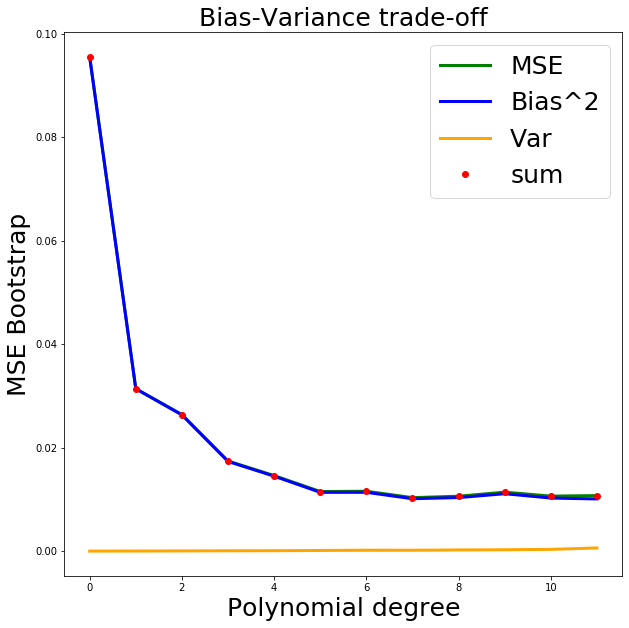 Bias-Variance trade-off
MSE
Bias^2
Var
sum
MSE Bootstrap
0.10
0.08
0.06
0.04
0.02
0.00
0 2 4 6 8 10
Polynomial degree